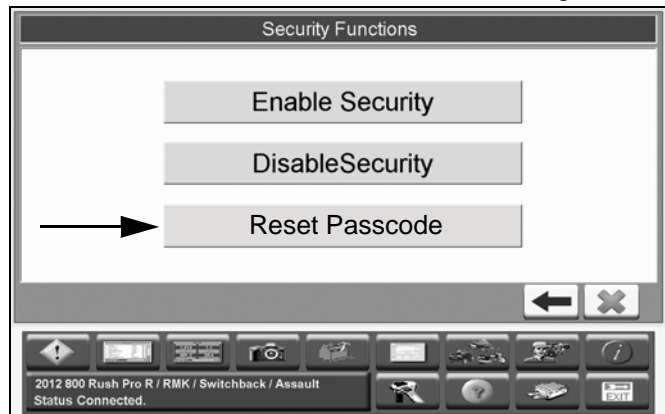 Security Functions
Enable Security
DisableSecurity
Reset Passcode
2012 800 Rush Pro R / RMK / Switchback / Assault
Status Connected.
EXIT